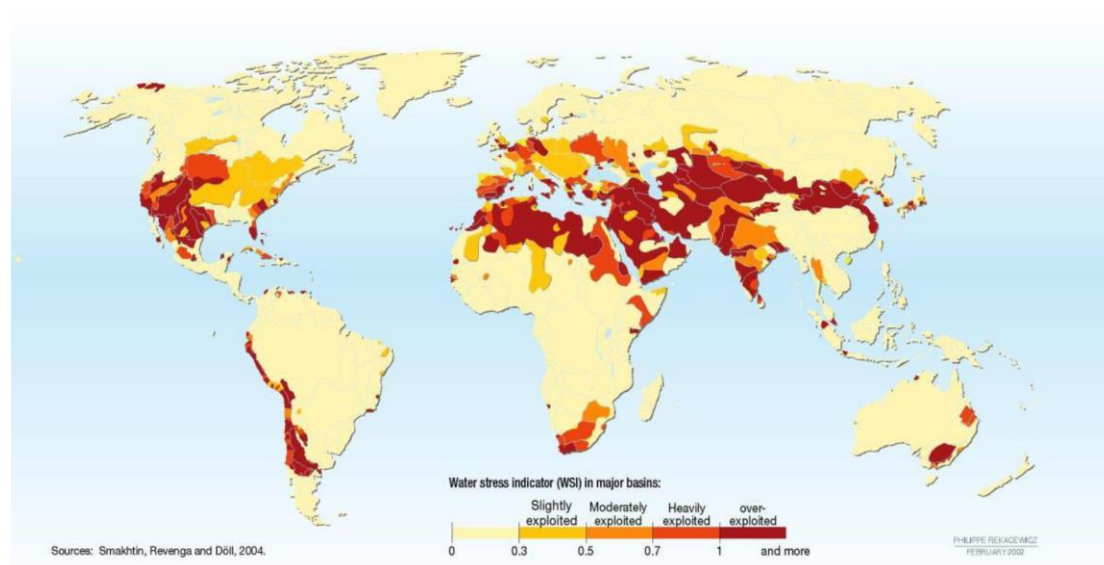 Water stress indicator (WSI) in major basins:
Slightly exploited
Moderately exploited
Heavily exploited
over-exploited
0 0.3 0.5 0.7 1 and more
Sources: Smakhtin, Revenga and Döll, 2004.
PHILIPPE REKACEWICZ
FEBRUARY 2002